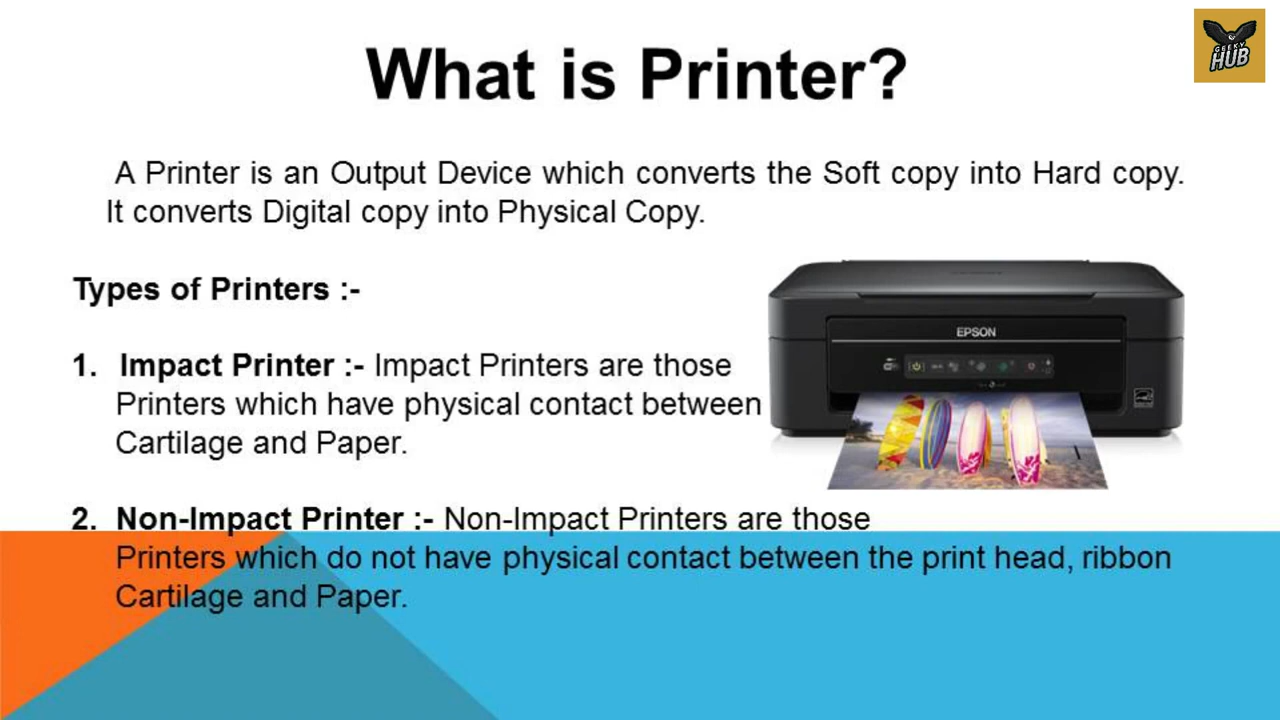 GEEKY
HUB
What is Printer?
A Printer is an Output Device which converts the Soft copy into Hard copy.
It converts Digital copy into Physical Copy.
Types of Printers :-
EPSON
1. Impact Printer :- Impact Printers are those
Printers which have physical contact between
Cartilage and Paper.
2. Non-Impact Printer :- Non-Impact Printers are those
Printers which do not have physical contact between the print head, ribbon
Cartilage and Paper.